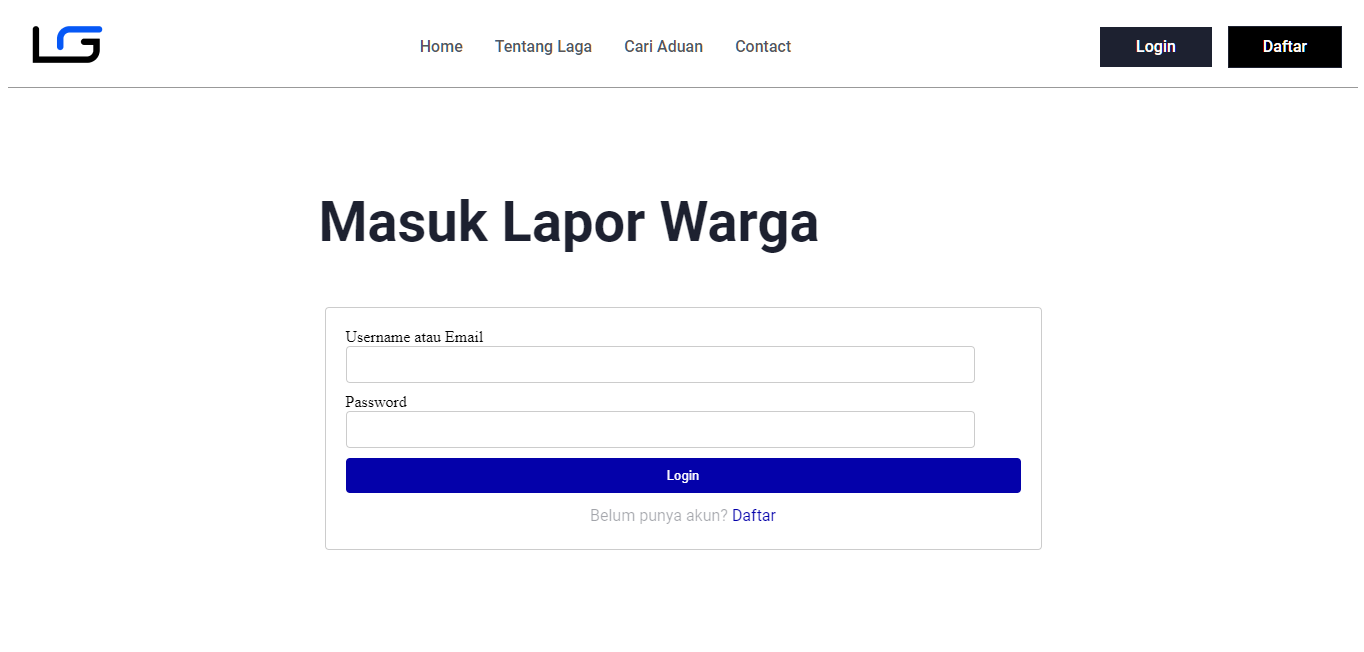 LG
Home Tentang Laga Cari Aduan Contact Login Daftar
Masuk Lapor Warga
Username atau Email
Password
Login
Belum punya akun? Daftar